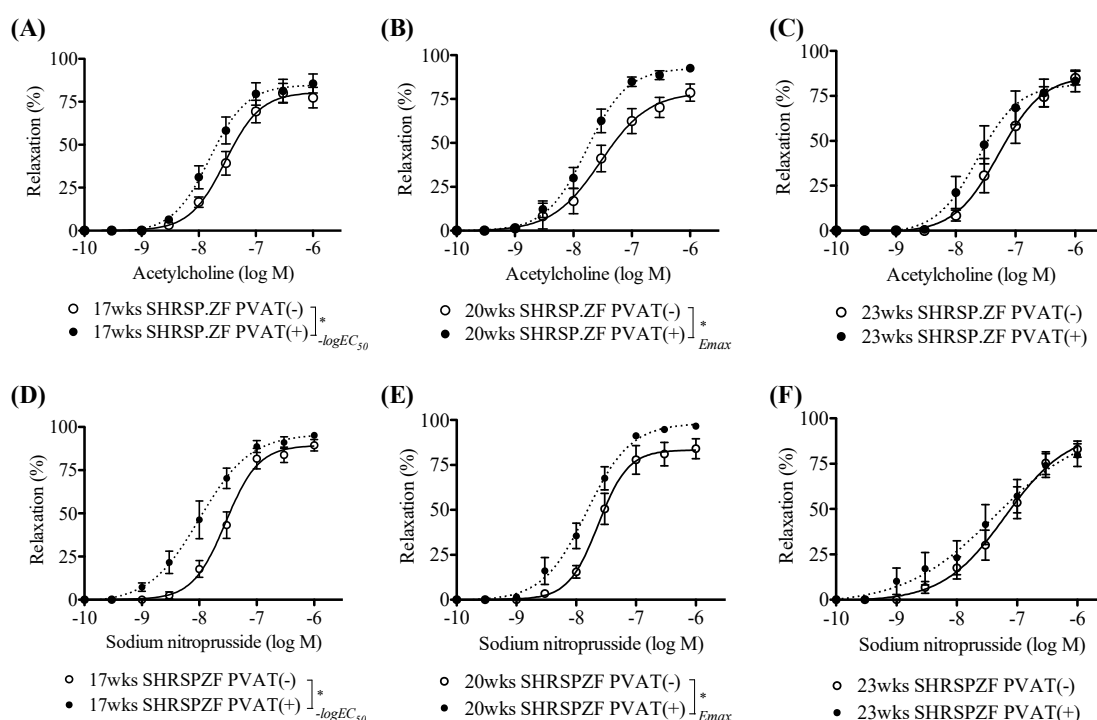 (A)
(B)
(C)
100
75
50
25
0
Relaxation (%)
-10 -9 -8 -7 -6
Acetylcholine (log M)
100
75
50
25
0
Relaxation (%)
-10 -9 -8 -7 -6
Acetylcholine (log M)
100
75
50
25
0
Relaxation (%)
-10 -9 -8 -7 -6
Acetylcholine (log M)
17wks SHRSP.ZF PVAT(-)
17wks SHRSP.ZF PVAT(+)
* -logEC50
20wks SHRSP.ZF PVAT(-)
20wks SHRSP.ZF PVAT(+)
* Emax
23wks SHRSP.ZF PVAT(-)
23wks SHRSP.ZF PVAT(+)
(D)
(E)
(F)
100
75
50
25
0
Relaxation (%)
-10 -9 -8 -7 -6
Sodium nitroprusside (log M)
100
75
50
25
0
Relaxation (%)
-10 -9 -8 -7 -6
Sodium nitroprusside (log M)
100
75
50
25
0
Relaxation (%)
-10 -9 -8 -7 -6
Sodium nitroprusside (log M)
17wks SHRSPZF PVAT(-)
17wks SHRSPZF PVAT(+)
* -logEC50
20wks SHRSPZF PVAT(-)
20wks SHRSPZF PVAT(+)
* Emax
23wks SHRSPZF PVAT(-)
23wks SHRSPZF PVAT(+)